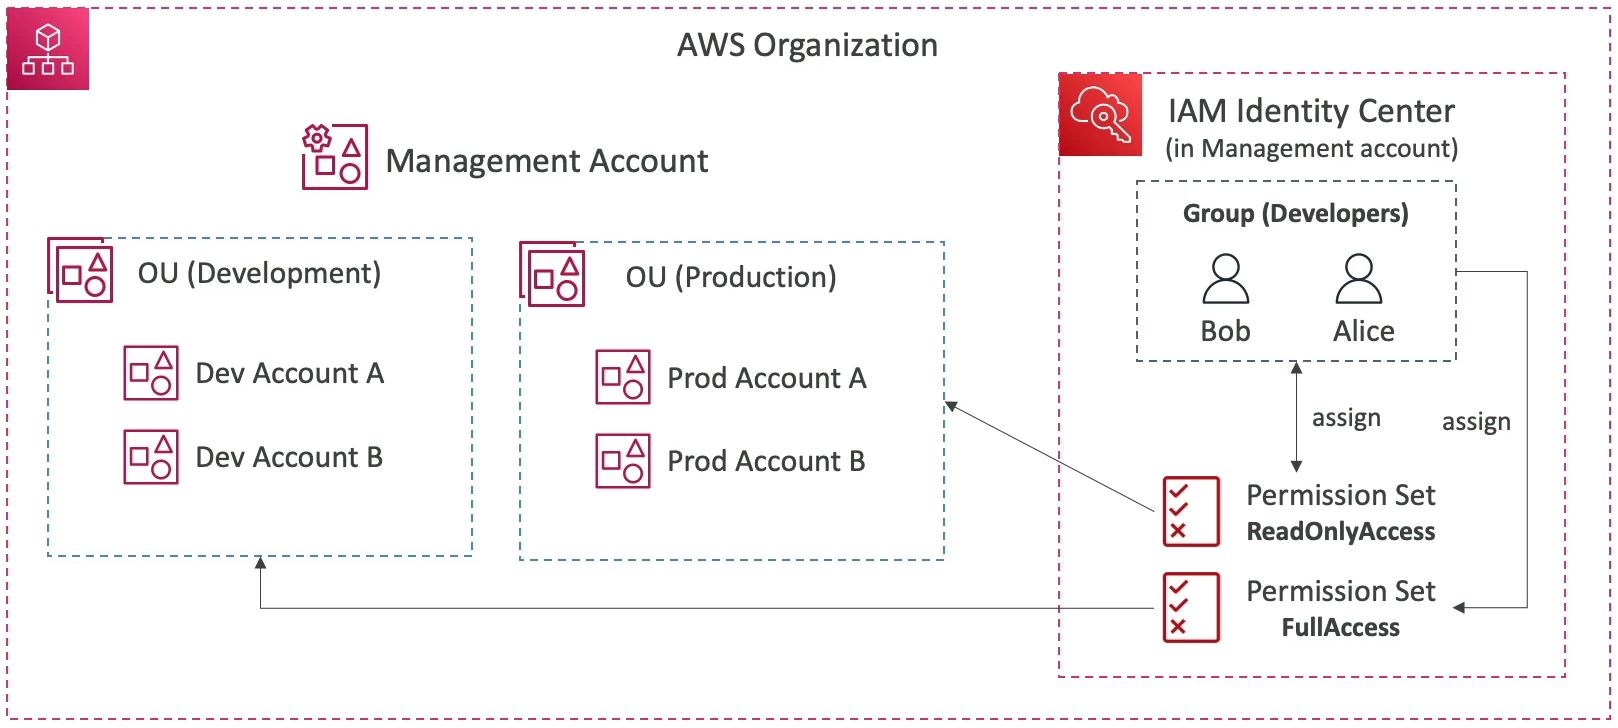 AWS Organization
Management Account
OU (Development)
Dev Account A
Dev Account B
OU (Production)
Prod Account A
Prod Account B
IAM Identity Center
(in Management account)
Group (Developers)
Bob
Alice
assign
assign
Permission Set
ReadOnlyAccess
Permission Set
FullAccess